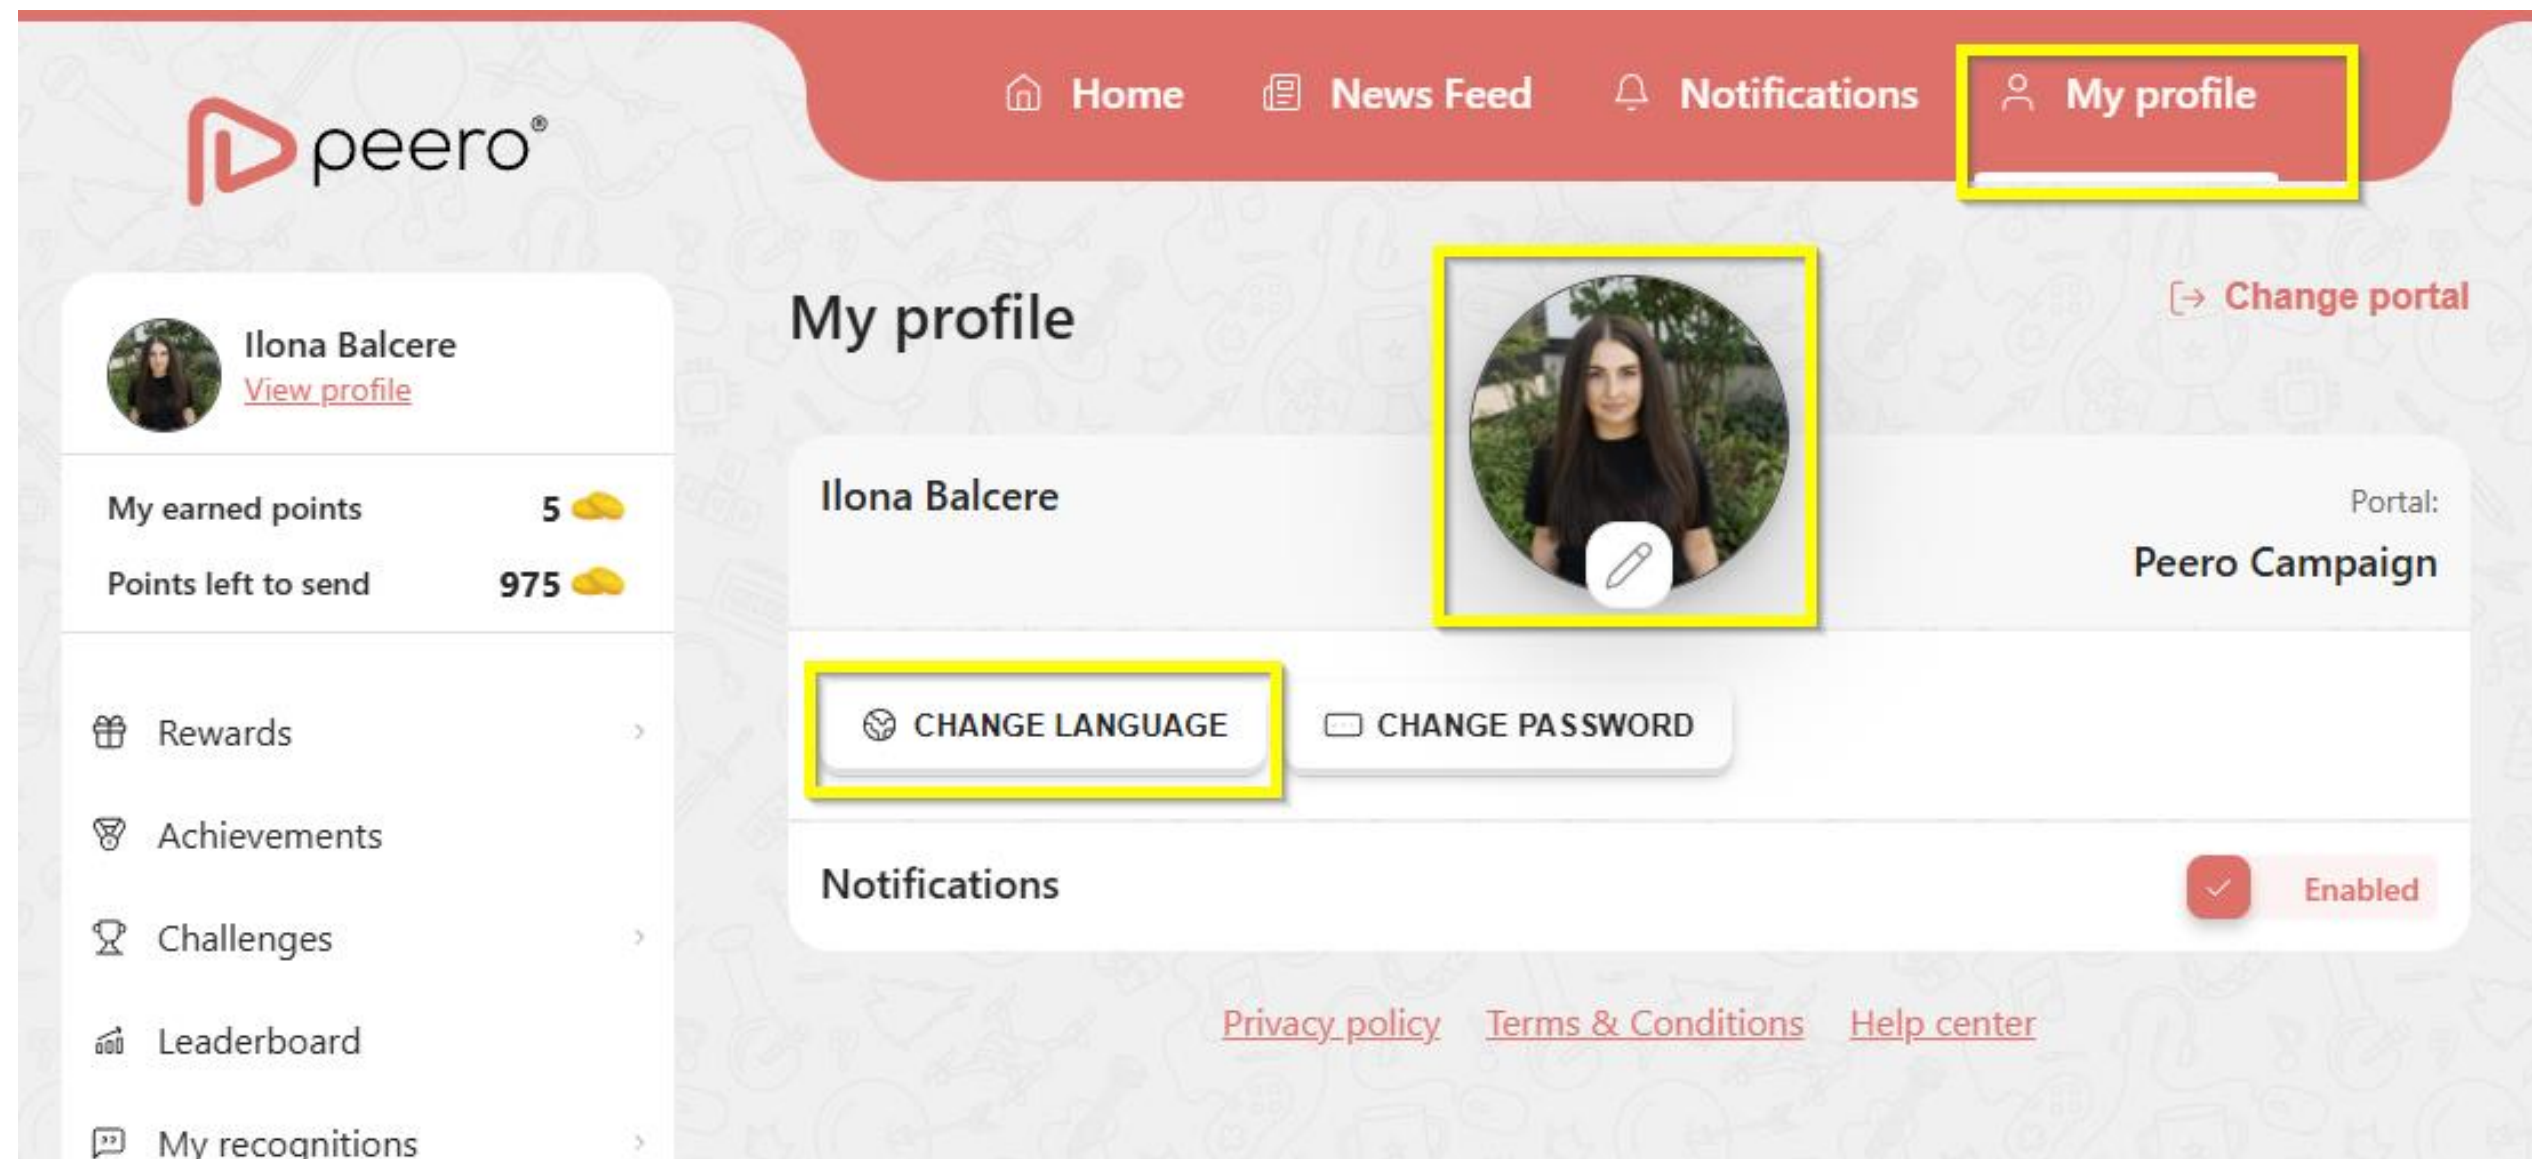 Home News Feed Notifications My profile
peero®
Ilona Balcere
View profile
My earned points 5
Points left to send 975
Rewards
Achievements
Challenges
Leaderboard
My recognitions
My profile
Change portal
Ilona Balcere
Portal:
Peero Campaign
CHANGE LANGUAGE CHANGE PASSWORD
Notifications Enabled
Privacy policy Terms & Conditions Help center